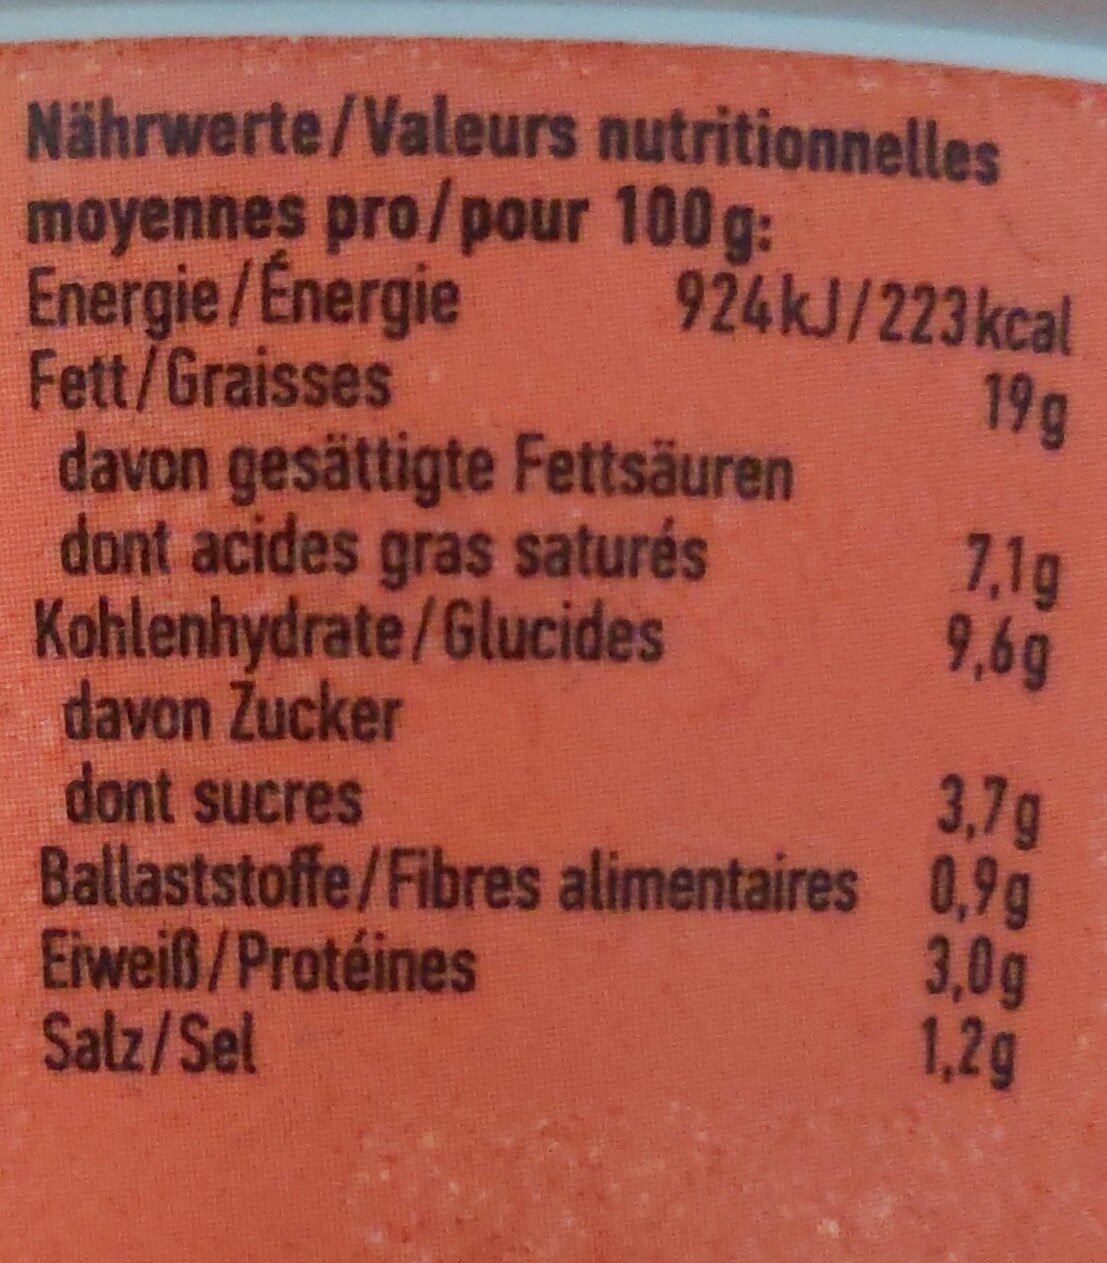 Nährwerte/Valeurs nutritionnelles
moyennes pro/pour 100g:
Energie/Énergie 924kJ/223kcal
Fett/Graisses 19g
davon gesättigte Fettsäuren
dont acides gras saturés 7,1g
Kohlenhydrate/Glucides 9,6g
davon Zucker
dont sucres 3,7g
Ballaststoffe/Fibres alimentaires 0,9g
Eiweiß/Protéines 3,0g
Salz/Sel 1,2g